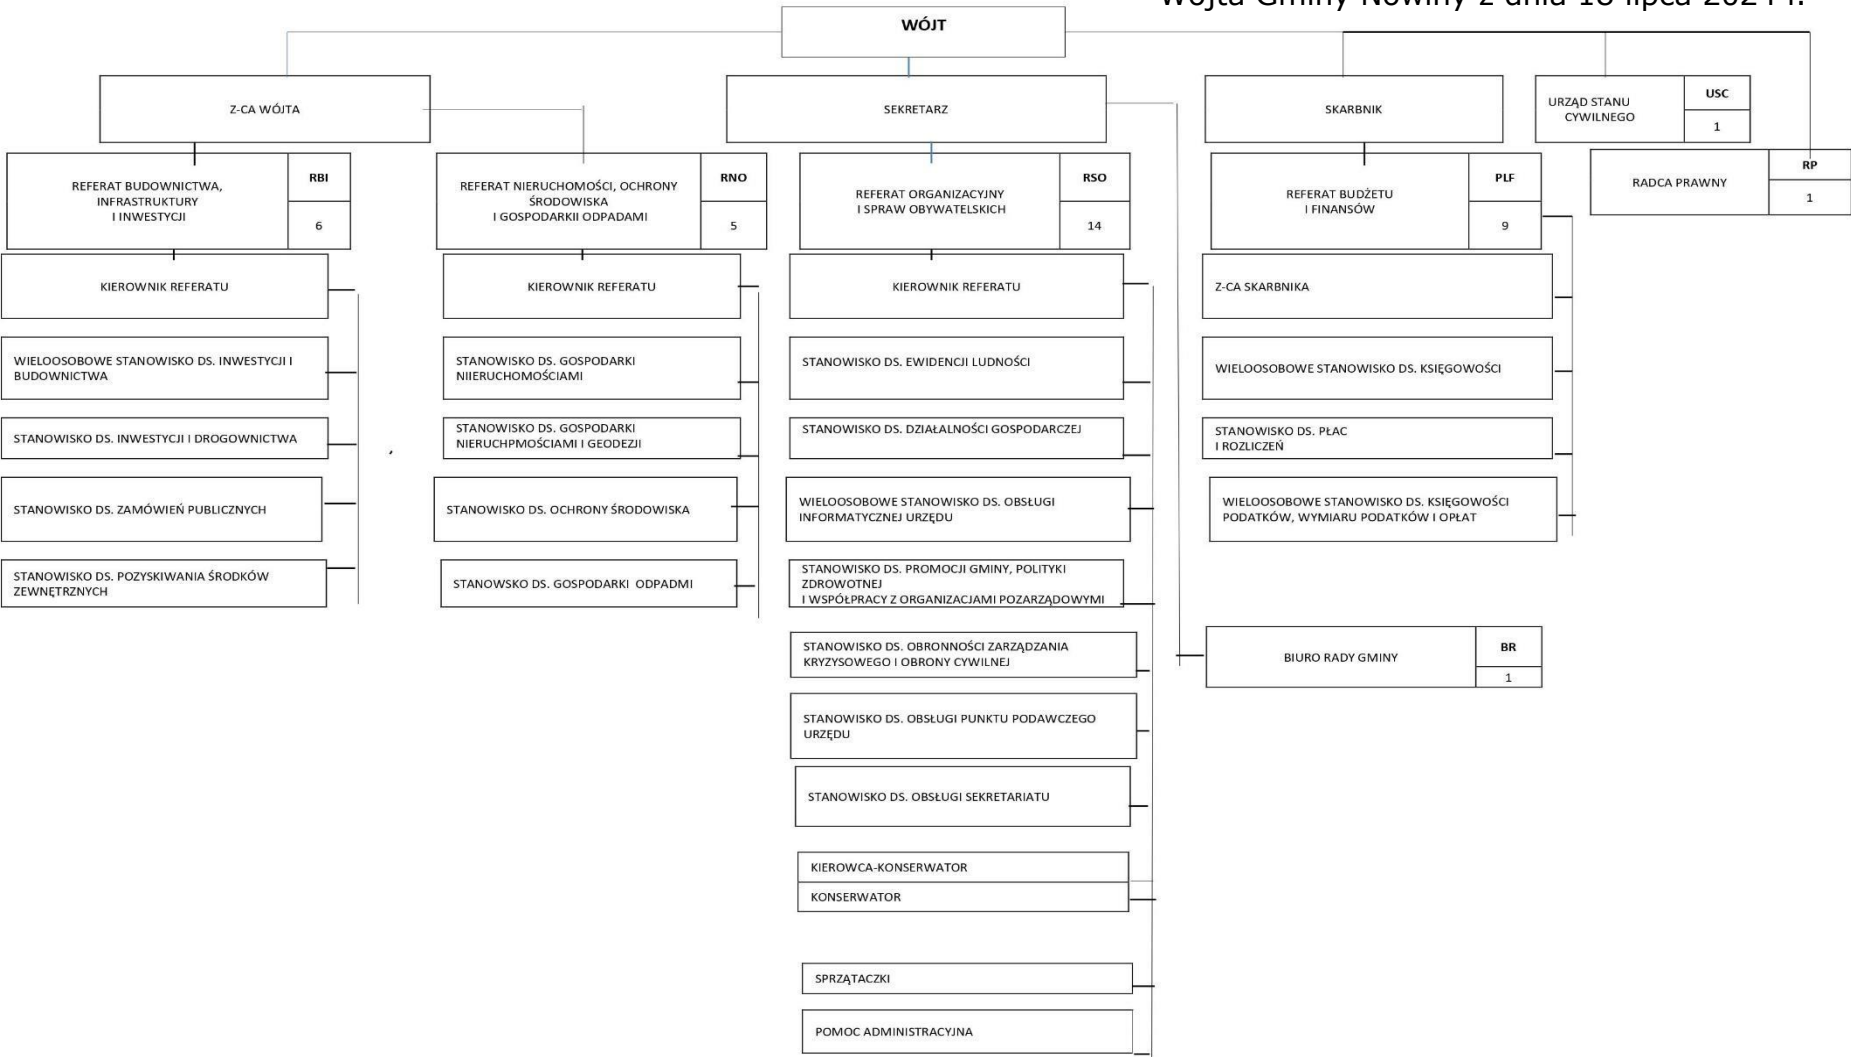 Wójta Gminy Nowiny z dnia 18 lipca 2024 r.
WÓJT
Z-CA WÓJTA
SEKRETARZ
SKARBNIK
URZĄD STANU
CYWILNEGO
USC
1
RADCA PRAWNY
RP
1
REFERAT BUDOWNICTWA,
INFRASTRUKTURY
I INWESTYCJI
RBI
6
KIEROWNIK REFERATU
WIELOOSOBOWE STANOWISKO DS. INWESTYCJI I
BUDOWNICTWA
STANOWISKO DS. INWESTYCJI I DROGOWNICTWA
STANOWISKO DS. ZAMÓWIEŃ PUBLICZNYCH
STANOWISKO DS. POZYSKIWANIA ŚRODKÓW
ZEWNĘTRZNYCH
,
REFERAT NIERUCHOMOŚCI, OCHRONY
ŚRODOWISKA
I GOSPODARKII ODPADAMI
RNO
5
KIEROWNIK REFERATU
STANOWISKO DS. GOSPODARKI
NIIERUCHOMOŚCIAMI
STANOWISKO DS. GOSPODARKI
NIERUCHPMOŚCIAMI I GEODEZJI
STANOWISKO DS. OCHRONY ŚRODOWISKA
STANOWSKO DS. GOSPODARKI ODPADMI
REFERAT ORGANIZACYJNY
I SPRAW OBYWATELSKICH
RSO
14
KIEROWNIK REFERATU
STANOWISKO DS. EWIDENCJI LUDNOŚCI
STANOWISKO DS. DZIAŁALNOŚCI GOSPODARCZEJ
WIELOOSOBOWE STANOWISKO DS. OBSŁUGI
INFORMATYCZNEJ URZĘDU
STANOWISKO DS. PROMOCJI GMINY, POLITYKI
ZDROWOTNEJ
I WSPÓŁPRACY Z ORGANIZACJAMI POZARZĄDOWYMI
STANOWISKO DS. OBRONNOŚCI ZARZĄDZANIA
KRYZYSOWEGO I OBRONY CYWILNEJ
STANOWISKO DS. OBSŁUGI PUNKTU PODAWCZEGO
URZĘDU
STANOWISKO DS. OBSŁUGI SEKRETARIATU
KIEROWCA-KONSERWATOR
KONSERWATOR
SPRZĄTACZKI
POMOC ADMINISTRACYJNA
REFERAT BUDŻETU
I FINANSÓW
PLF
9
Z-CA SKARBNIKA
WIELOOSOBOWE STANOWISKO DS. KSIĘGOWOŚCI
STANOWISKO DS. PŁAC
I ROZLICZEŃ
WIELOOSOBOWE STANOWISKO DS. KSIĘGOWOŚCI
PODATKÓW, WYMIARU PODATKÓW I OPŁAT
BIURO RADY GMINY
BR
1